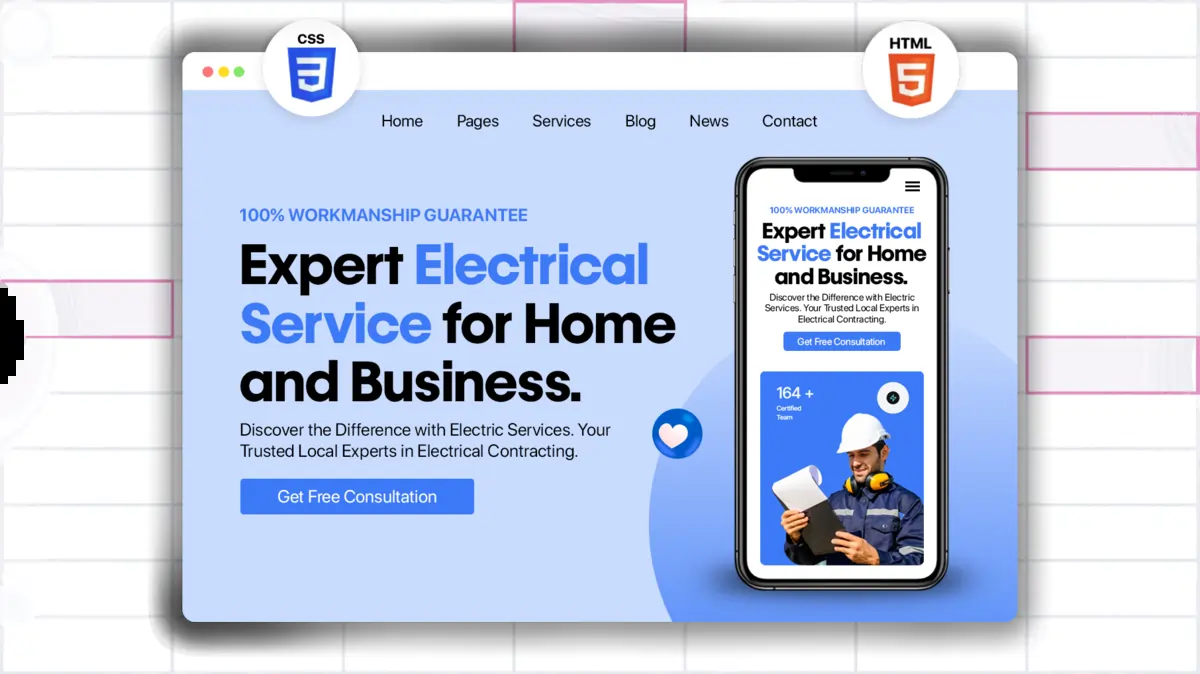 CSS
3
HTML
5
Home Pages Services Blog News Contact
100% WORKMANSHIP GUARANTEE
Expert Electrical
Service for Home
and Business.
Discover the Difference with Electric Services. Your
Trusted Local Experts in Electrical Contracting.
Get Free Consultation
100% WORKMANSHIP GUARANTEE
Expert Electrical
Service for Home
and Business.
Discover the Difference with Electric
Services. Your Trusted Local Experts in
Electrical Contracting.
Get Free Consultation
164 +
Certified
Team